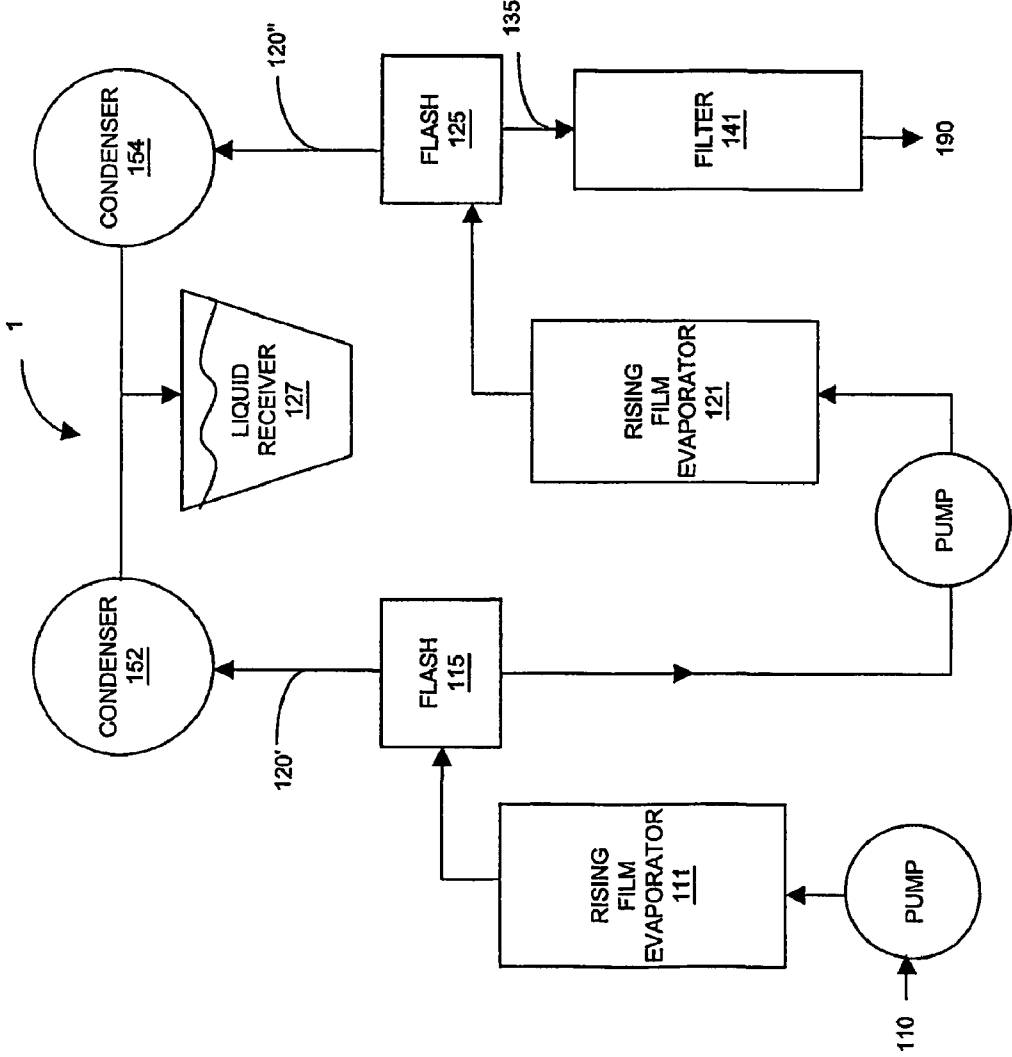 1
CONDENSER
152
CONDENSER
154
120'
120"
LIQUID
RECEIVER
127
FLASH
115
FLASH
125
135
RISING
FILM
EVAPORATOR
111
RISING
FILM
EVAPORATOR
121
FILTER
141
110
PUMP
PUMP
190